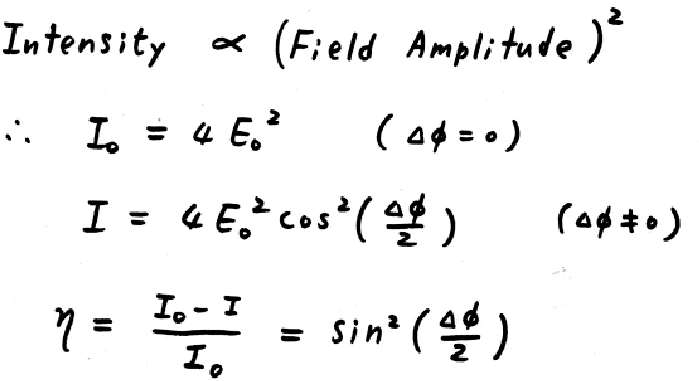 Intensity ∝ (Field Amplitude)²
∴ I₀ = 4 E₀² (Δϕ = 0)
I = 4 E₀² cos² (Δϕ/2) (Δϕ ≠ 0)
η = (I₀ - I)/I₀ = sin² (Δϕ/2)